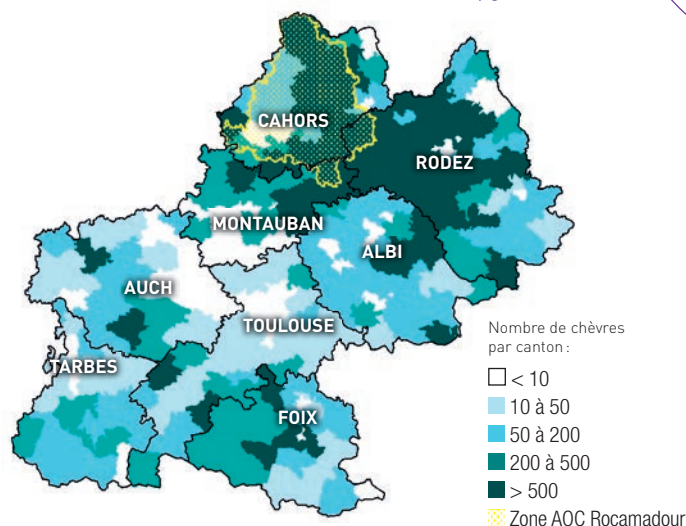 CAHORS
RODEZ
MONTAUBAN
ALBI
AUCH
TOULOUSE
TARBES
FOIX
Nombre de chèvres
par canton :
< 10
10 à 50
50 à 200
200 à 500
> 500
Zone AOC Rocamadour